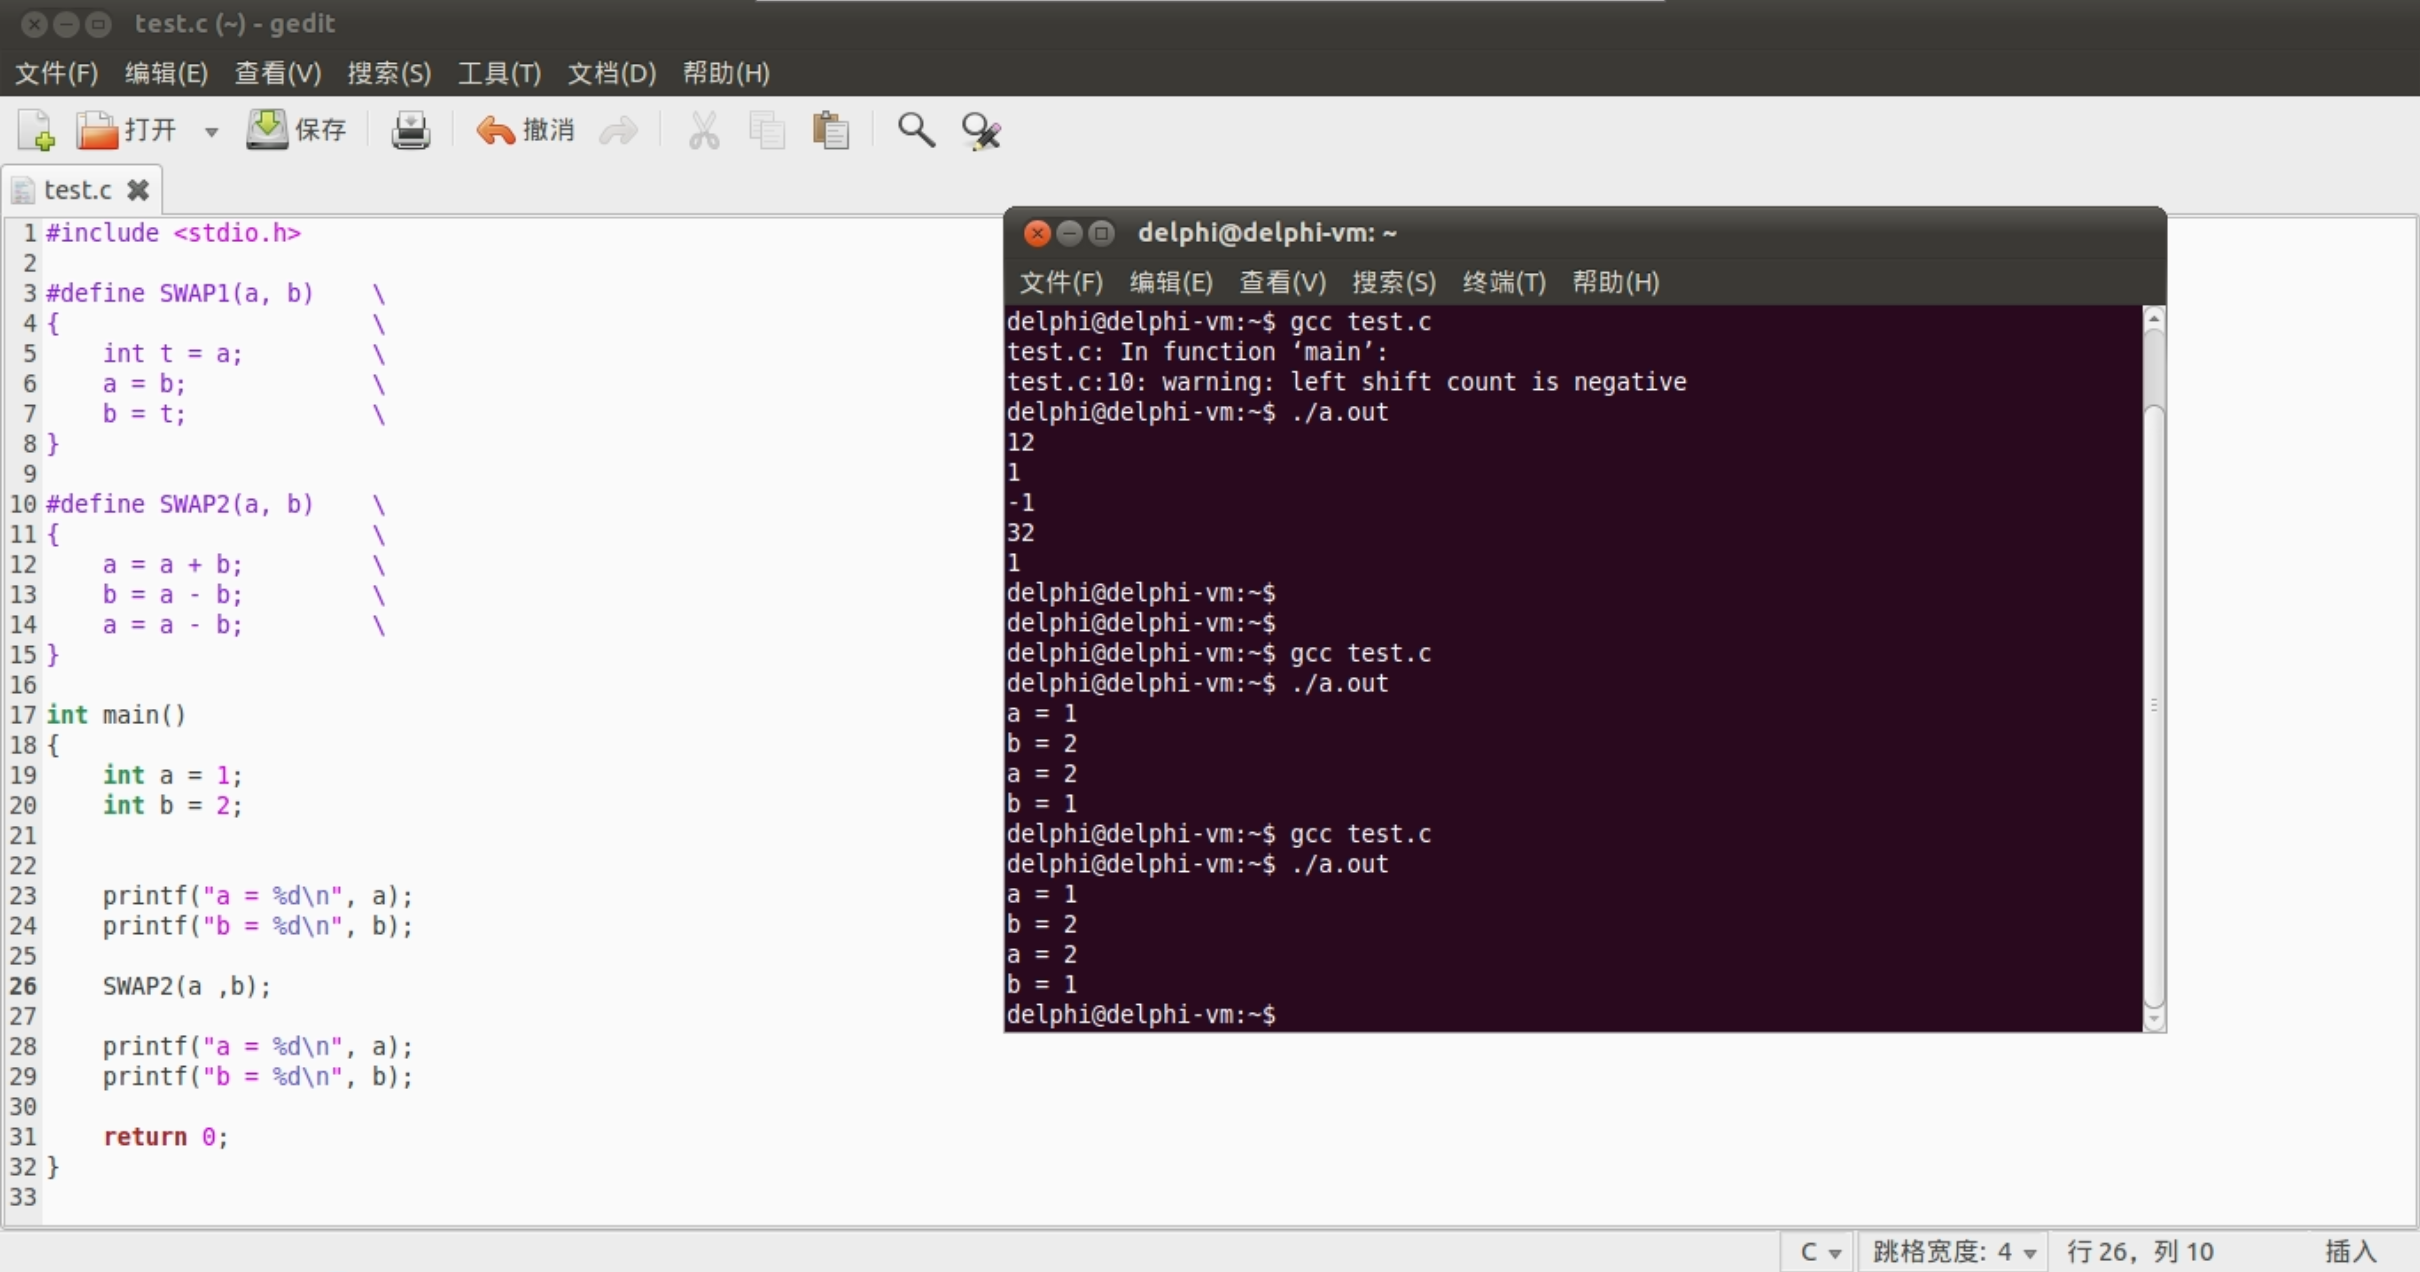 test.c (~) - gedit
文件(F) 编辑(E) 查看(V) 搜索(S) 工具(T) 文档(D) 帮助(H)
打开 保存 撤消
test.c
1 #include <stdio.h>
2
3 #define SWAP1(a, b)    \
4 {                      \
5     int t = a;         \
6     a = b;             \
7     b = t;             \
8 }
9
10 #define SWAP2(a, b)    \
11 {                      \
12     a = a + b;         \
13     b = a - b;         \
14     a = a - b;         \
15 }
16
17 int main()
18 {
19     int a = 1;
20     int b = 2;
21
22
23     printf("a = %d\n", a);
24     printf("b = %d\n", b);
25
26     SWAP2(a ,b);
27
28     printf("a = %d\n", a);
29     printf("b = %d\n", b);
30
31     return 0;
32 }
33
delphi@delphi-vm: ~
文件(F) 编辑(E) 查看(V) 搜索(S) 终端(T) 帮助(H)
delphi@delphi-vm:~$ gcc test.c
test.c: In function ‘main’:
test.c:10: warning: left shift count is negative
delphi@delphi-vm:~$ ./a.out
12
1
-1
32
1
delphi@delphi-vm:~$
delphi@delphi-vm:~$
delphi@delphi-vm:~$ gcc test.c
delphi@delphi-vm:~$ ./a.out
a = 1
b = 2
a = 2
b = 1
delphi@delphi-vm:~$ gcc test.c
delphi@delphi-vm:~$ ./a.out
a = 1
b = 2
a = 2
b = 1
delphi@delphi-vm:~$
C 跳格宽度: 4 行 26, 列 10 插入